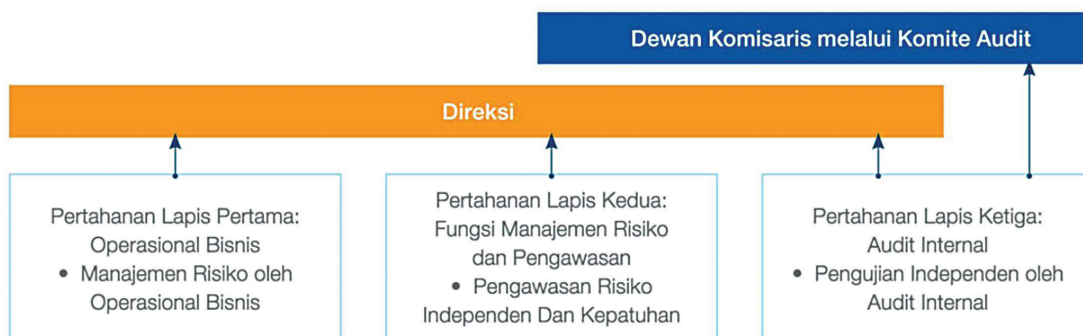 Dewan Komisaris melalui Komite Audit
Direksi
Pertahanan Lapis Pertama:
Operasional Bisnis
• Manajemen Risiko oleh
Operasional Bisnis
Pertahanan Lapis Kedua:
Fungsi Manajemen Risiko
dan Pengawasan
• Pengawasan Risiko
Independen Dan Kepatuhan
Pertahanan Lapis Ketiga:
Audit Internal
• Pengujian Independen oleh
Audit Internal